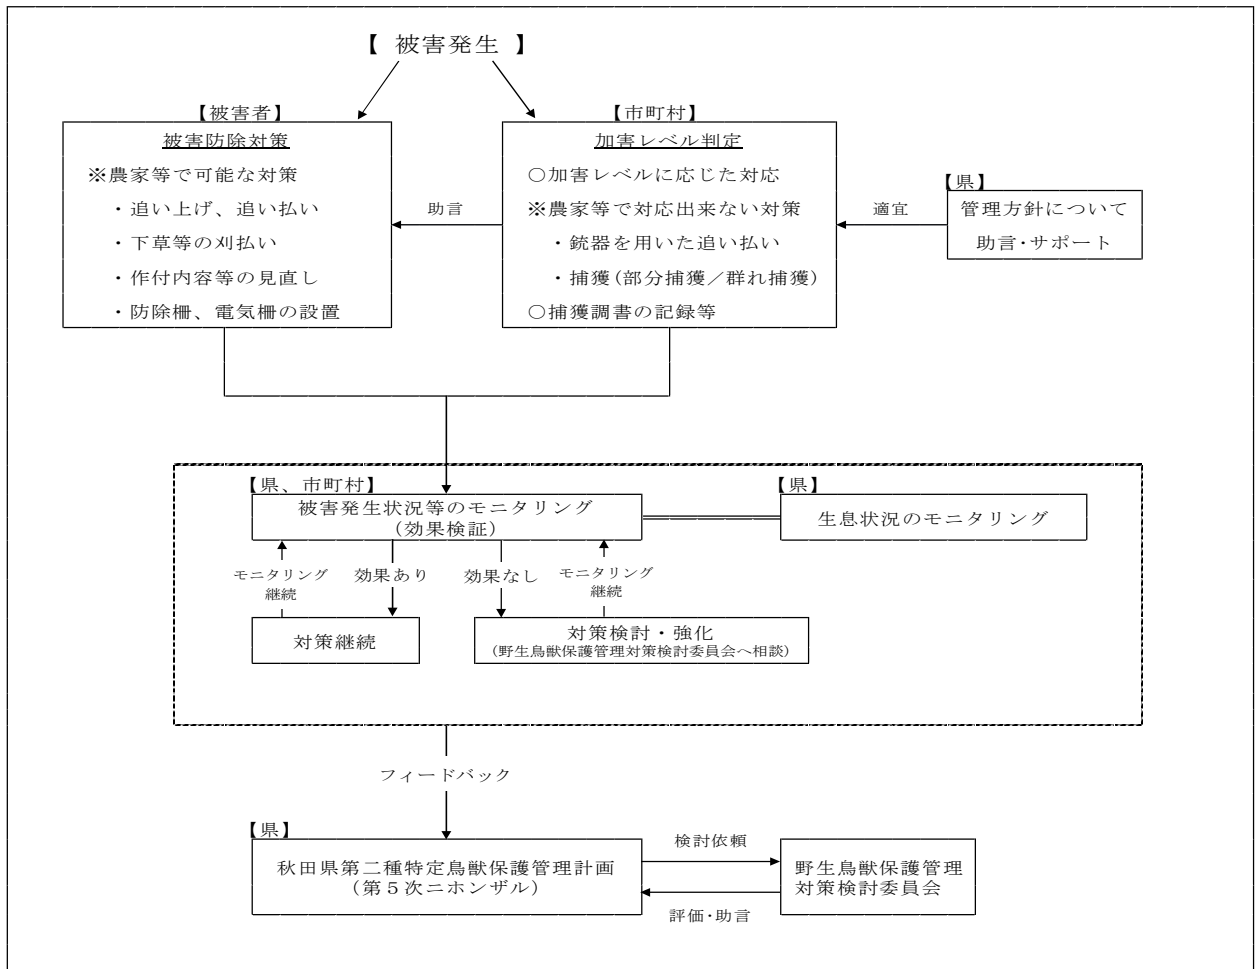 【 被害発生 】
【被害者】
被害防除対策
※農家等で可能な対策
・追い上げ、追い払い
・下草等の刈払い
・作付内容等の見直し
・防除柵、電気柵の設置
助言
【市町村】
加害レベル判定
○加害レベルに応じた対応
※農家等で対応出来ない対策
・銃器を用いた追い払い
・捕獲(部分捕獲／群れ捕獲)
○捕獲調書の記録等
適宜
【県】
管理方針について
助言・サポート
【県、市町村】
被害発生状況等のモニタリング
（効果検証）
【県】
生息状況のモニタリング
モニタリング
継続
効果あり
効果なし
モニタリング
継続
対策継続
対策検討・強化
（野生鳥獣保護管理対策検討委員会へ相談）
フィードバック
【県】
秋田県第二種特定鳥獣保護管理計画
（第５次ニホンザル）
検討依頼
評価・助言
野生鳥獣保護管理
対策検討委員会